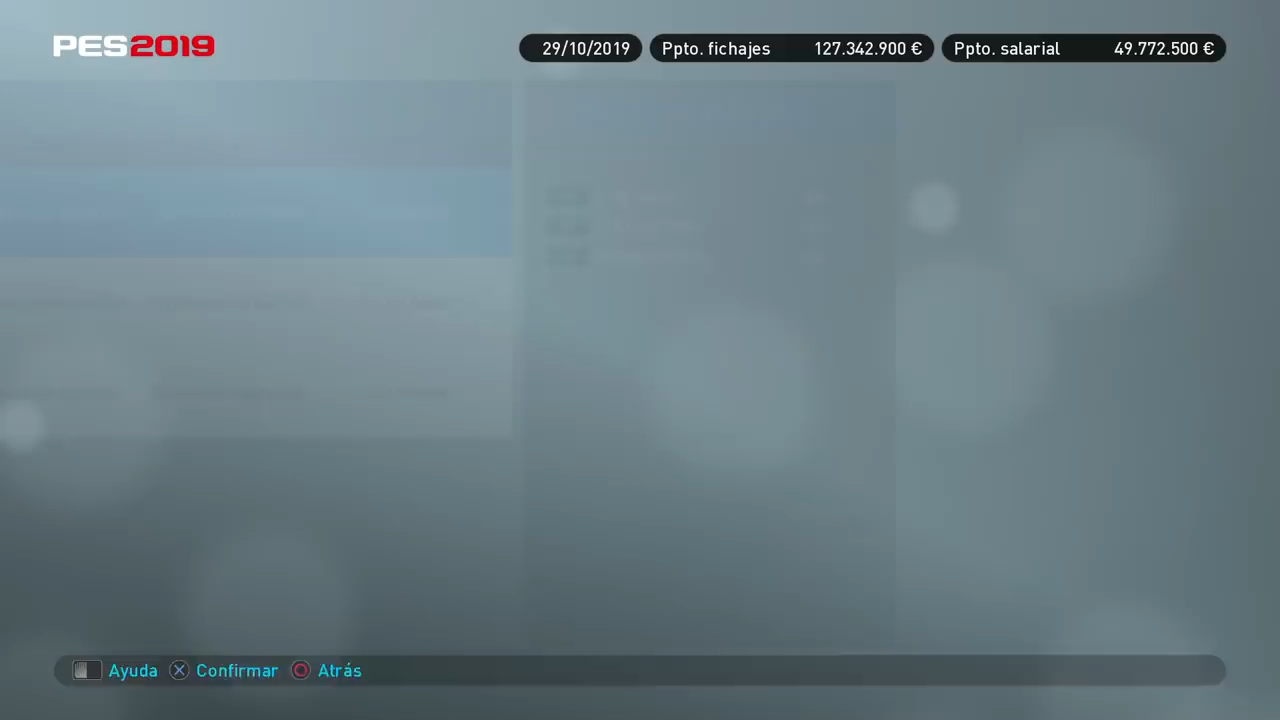 PES2019
29/10/2019 Ppto. fichajes 127.342.900 € Ppto. salarial 49.772.500 €
Ayuda Confirmar Atrás